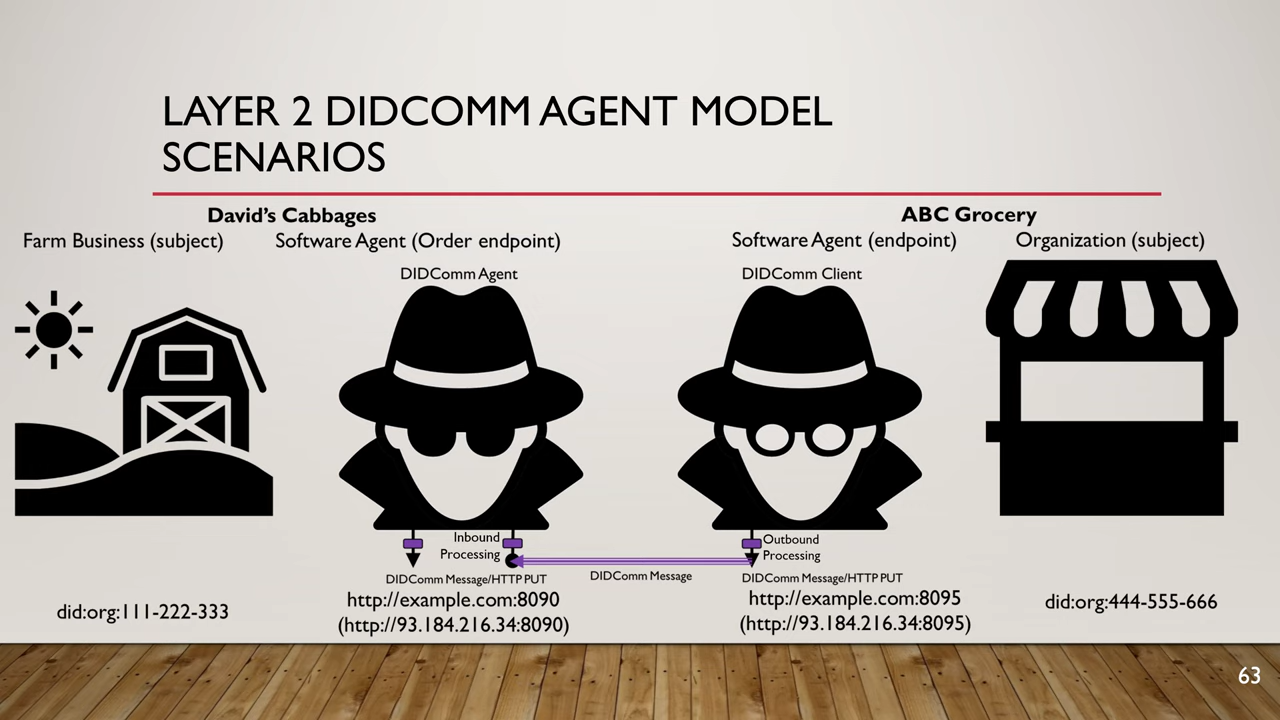 LAYER 2 DIDCOMM AGENT MODEL
SCENARIOS
David's Cabbages
ABC Grocery
Farm Business (subject)
Software Agent (Order endpoint)
Software Agent (endpoint)
Organization (subject)
DIDComm Agent
DIDComm Client
Inbound
Processing
Outbound
Processing
DIDComm Message/HTTP PUT
DIDComm Message
DIDComm Message/HTTP PUT
http://example.com:8090
(http://93.184.216.34:8090)
http://example.com:8095
(http://93.184.216.34:8095)
did:org:111-222-333
did:org:444-555-666
63